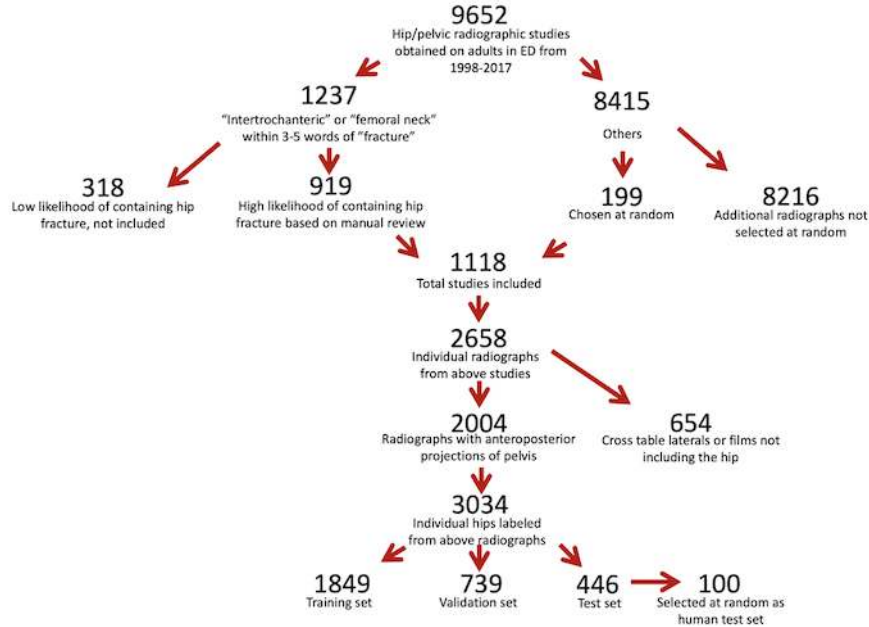 9652
Hip/pelvic radiographic studies
obtained on adults in ED from
1998-2017
1237
"Intertrochanteric" or "femoral neck"
within 3-5 words of "fracture"
8415
Others
318
Low likelihood of containing hip
fracture, not included
919
High likelihood of containing hip
fracture based on manual review
199
Chosen at random
8216
Additional radiographs not
selected at random
1118
Total studies included
2658
Individual radiographs
from above studies
2004
Radiographs with anteroposterior
projections of pelvis
654
Cross table laterals or films not
including the hip
3034
Individual hips labeled
from above radiographs
1849
Training set
739
Validation set
446
Test set
100
Selected at random as
human test set